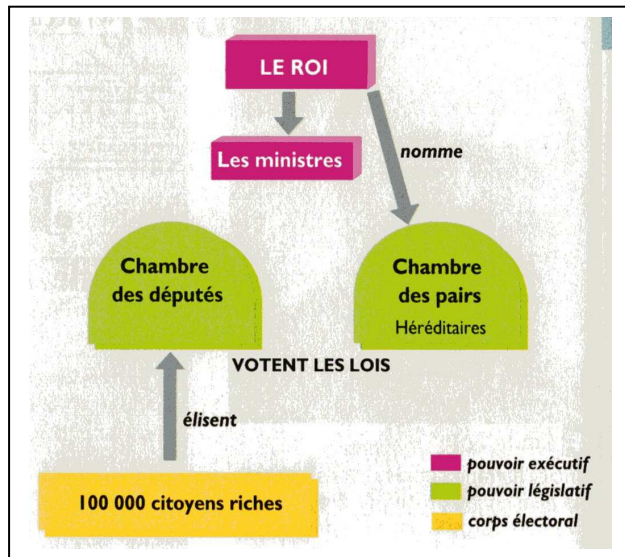 LE ROI
Les ministres
nomme
Chambre
des députés
Chambre
des pairs
Héréditaires
VOTENT LES LOIS
élisent
100 000 citoyens riches
pouvoir exécutif
pouvoir législatif
corps électoral